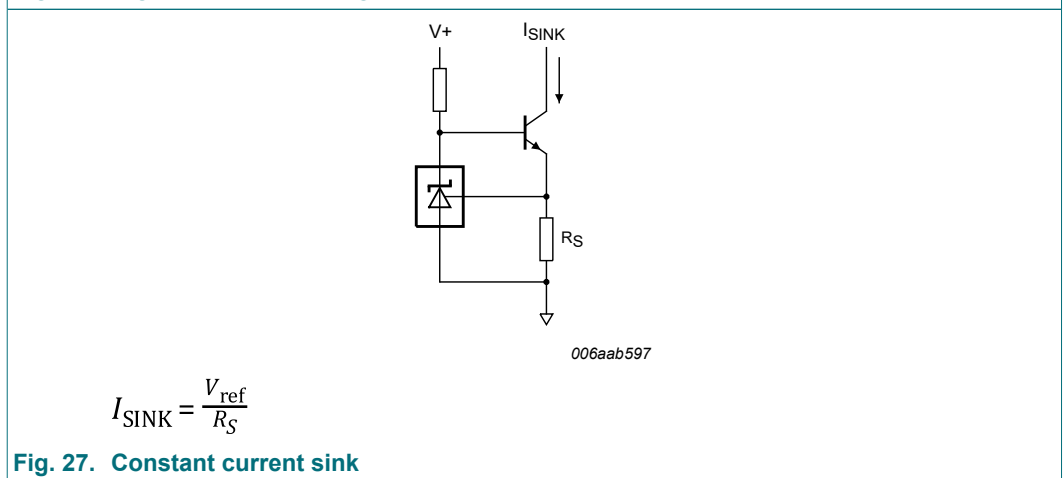 V+
ISINK
RS
006aab597
ISINK = Vref / RS
Fig. 27. Constant current sink